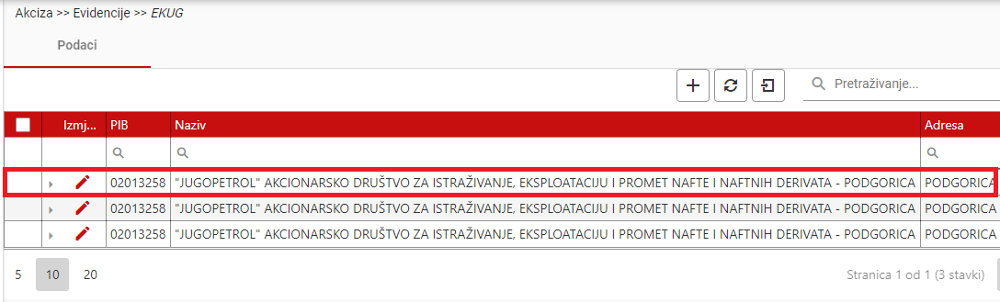 Akciza >> Evidencije >> EKUG
Podaci
Pretraživanje...
Izmj... PIB Naziv Adresa
02013258 "JUGOPETROL" AKCIONARSKO DRUŠTVO ZA ISTRAŽIVANJE, EKSPLOATACIJU I PROMET NAFTE I NAFTNIH DERIVATA - PODGORICA PODGORICA
02013258 "JUGOPETROL" AKCIONARSKO DRUŠTVO ZA ISTRAŽIVANJE, EKSPLOATACIJU I PROMET NAFTE I NAFTNIH DERIVATA - PODGORICA PODGORICA
02013258 "JUGOPETROL" AKCIONARSKO DRUŠTVO ZA ISTRAŽIVANJE, EKSPLOATACIJU I PROMET NAFTE I NAFTNIH DERIVATA - PODGORICA PODGORICA
5 10 20 Stranica 1 od 1 (3 stavki)